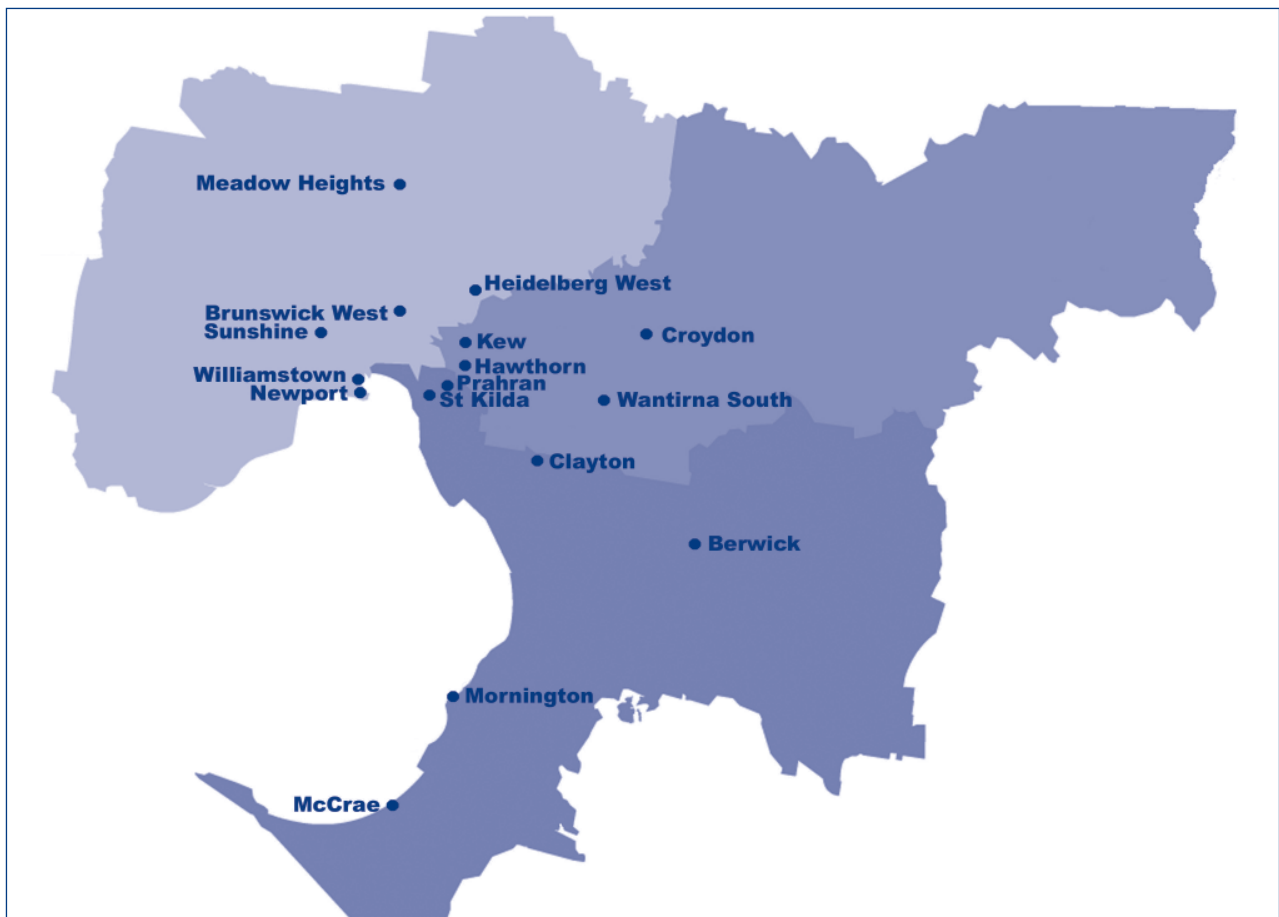 Meadow Heights
Heidelberg West
Brunswick West
Sunshine
Kew
Croydon
Hawthorn
Williamstown
Prahran
Newport
St Kilda
Wantirna South
Clayton
Berwick
Mornington
McCrae